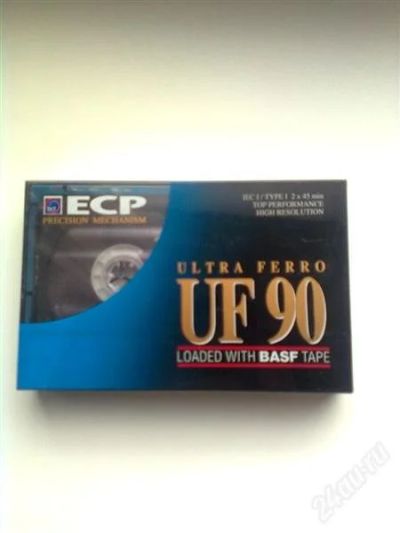 ECP
PRECISION MECHANISM
IEC I / TYPE I 2 x 45 min
TOP PERFORMANCE
HIGH RESOLUTION
ULTRA FERRO
UF 90
LOADED WITH BASF TAPE
24au.ru